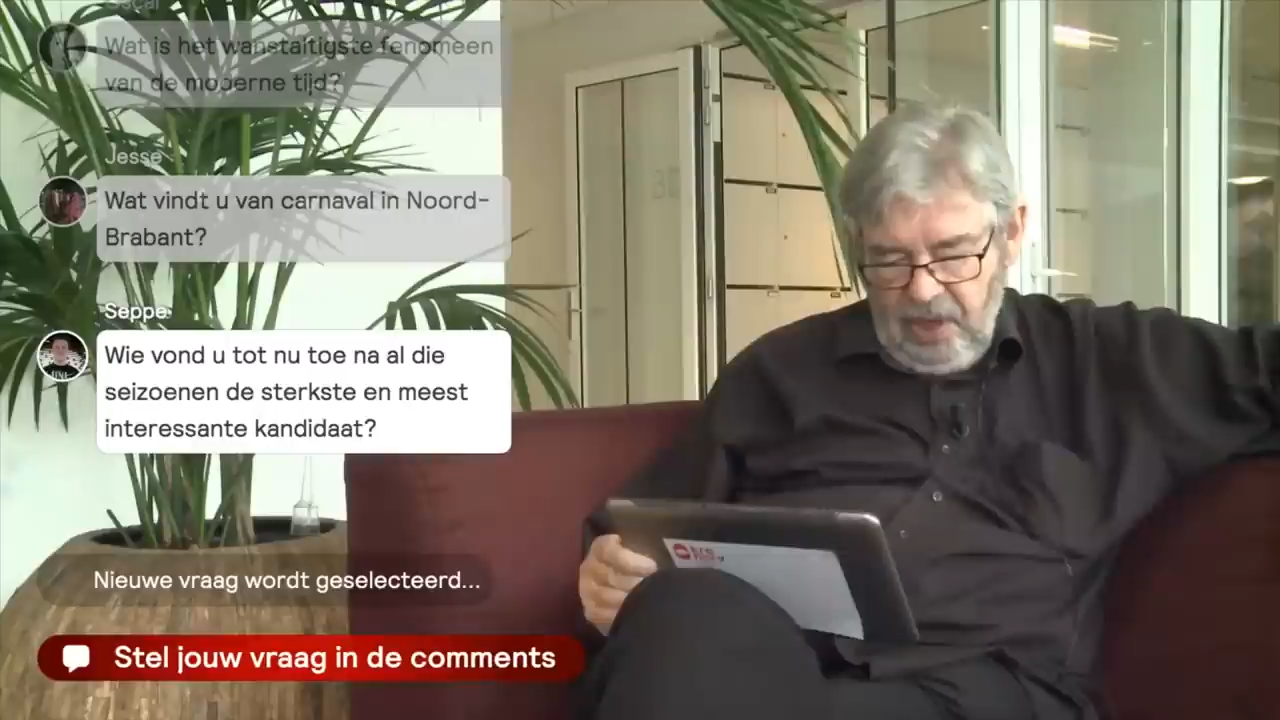 Oscar
Wat is het wanstaltigste fenomeen
van de moderne tijd?
Jesse
Wat vindt u van carnaval in Noord-
Brabant?
Seppe
Wie vond u tot nu toe na al die
seizoenen de sterkste en meest
interessante kandidaat?
Nieuwe vraag wordt geselecteerd...
Stel jouw vraag in de comments